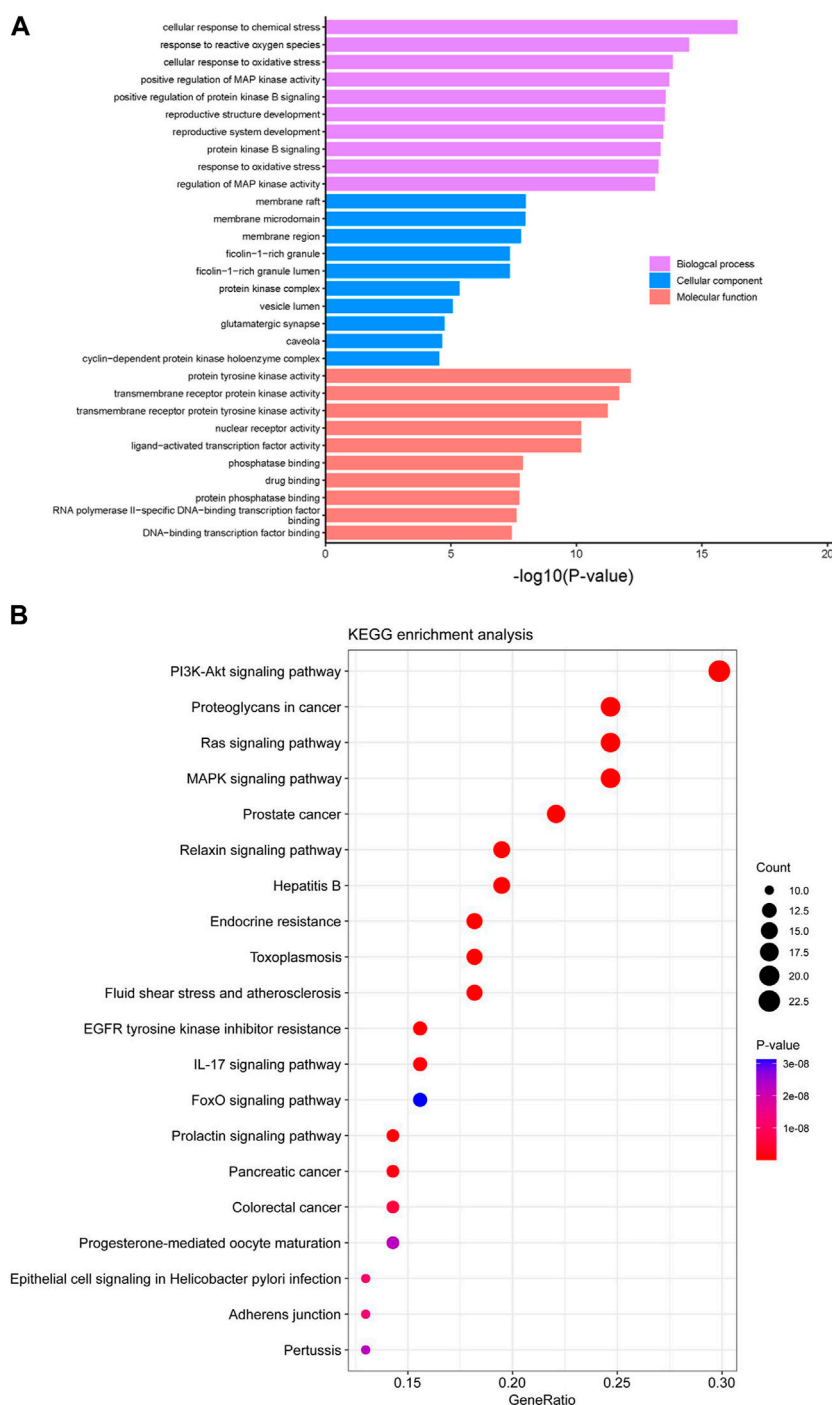 A
cellular response to chemical stress
response to reactive oxygen species
cellular response to oxidative stress
positive regulation of MAP kinase activity
positive regulation of protein kinase B signaling
reproductive structure development
reproductive system development
protein kinase B signaling
response to oxidative stress
regulation of MAP kinase activity
membrane raft
membrane microdomain
membrane region
ficolin−1−rich granule
ficolin−1−rich granule lumen
protein kinase complex
vesicle lumen
glutamatergic synapse
caveola
cyclin−dependent protein kinase holoenzyme complex
protein tyrosine kinase activity
transmembrane receptor protein kinase activity
transmembrane receptor protein tyrosine kinase activity
nuclear receptor activity
ligand−activated transcription factor activity
phosphatase binding
drug binding
protein phosphatase binding
RNA polymerase II−specific DNA−binding transcription factor
binding
DNA−binding transcription factor binding
Biologcal process
Cellular component
Molecular function
0 5 10 15 20
-log10(P-value)
B
KEGG enrichment analysis
PI3K-Akt signaling pathway
Proteoglycans in cancer
Ras signaling pathway
MAPK signaling pathway
Prostate cancer
Relaxin signaling pathway
Hepatitis B
Endocrine resistance
Toxoplasmosis
Fluid shear stress and atherosclerosis
EGFR tyrosine kinase inhibitor resistance
IL-17 signaling pathway
FoxO signaling pathway
Prolactin signaling pathway
Pancreatic cancer
Colorectal cancer
Progesterone-mediated oocyte maturation
Epithelial cell signaling in Helicobacter pylori infection
Adherens junction
Pertussis
0.15 0.20 0.25 0.30
GeneRatio
Count
10.0
12.5
15.0
17.5
20.0
22.5
P-value
3e-08
2e-08
1e-08